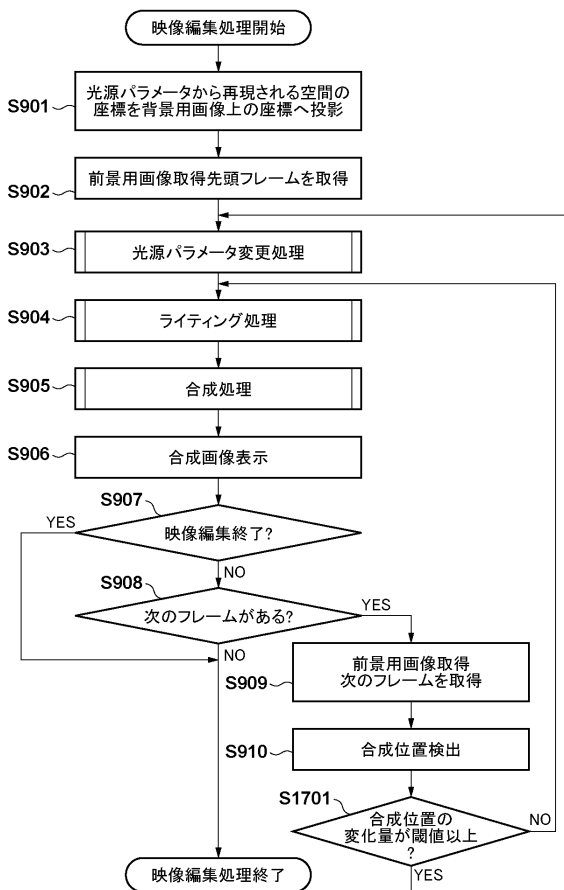 映像編集処理開始
S901
光源パラメータから再現される空間の
座標を背景用画像上の座標へ投影
S902
前景用画像取得先頭フレームを取得
S903
光源パラメータ変更処理
S904
ライティング処理
S905
合成処理
S906
合成画像表示
S907
YES
映像編集終了?
NO
S908
次のフレームがある?
YES
NO
S909
前景用画像取得
次のフレームを取得
S910
合成位置検出
S1701
合成位置の
変化量が閾値以上
?
NO
YES
映像編集処理終了